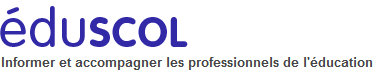 éduSCOL
Informer et accompagner les professionnels de l'éducation